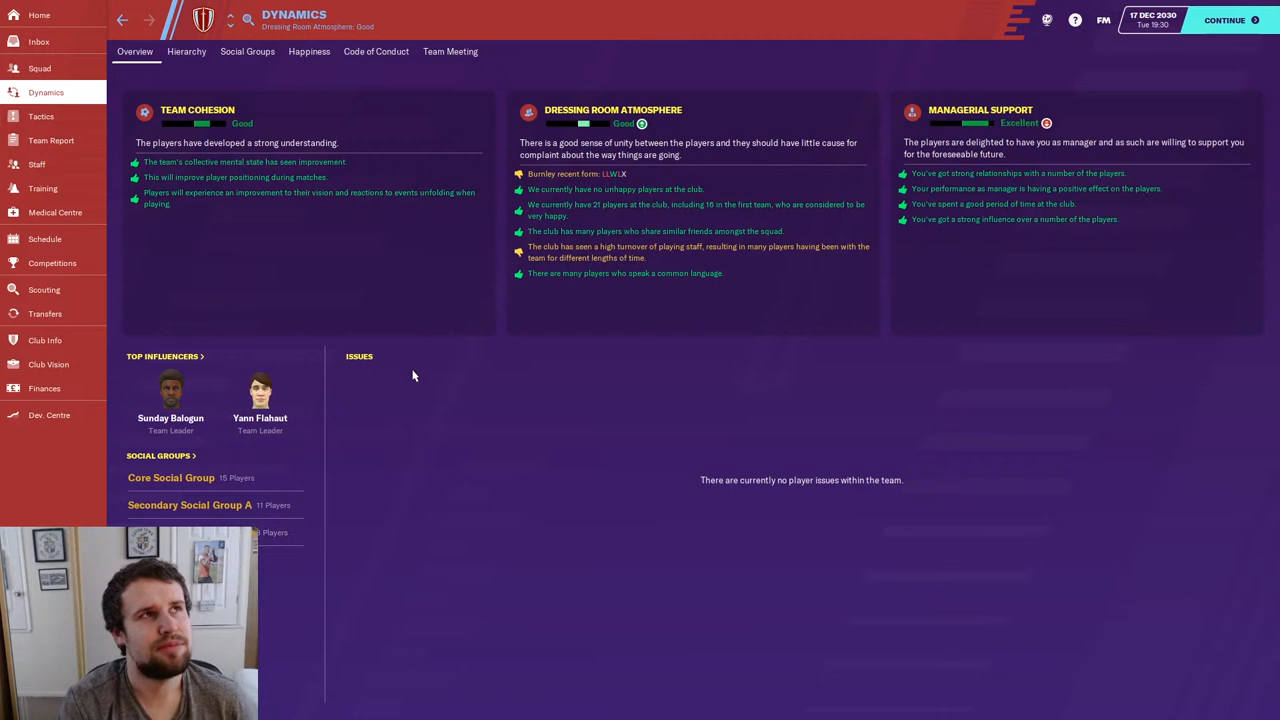 Home
Inbox
Squad
Dynamics
Tactics
Team Report
Staff
Training
Medical Centre
Schedule
Competitions
Scouting
Transfers
Club Info
Club Vision
Finances
Dev. Centre
DYNAMICS
Dressing Room Atmosphere: Good
FM
17 DEC 2030
Tue 19:30
CONTINUE
Overview
Hierarchy
Social Groups
Happiness
Code of Conduct
Team Meeting
TEAM COHESION
Good
The players have developed a strong understanding.
The team's collective mental state has seen improvement.
This will improve player positioning during matches.
Players will experience an improvement to their vision and reactions to events unfolding when
playing.
DRESSING ROOM ATMOSPHERE
Good
There is a good sense of unity between the players and they should have little cause for
complaint about the way things are going.
Burnley recent form: LLWLX
We currently have no unhappy players at the club.
We currently have 21 players at the club, including 16 in the first team, who are considered to be
very happy.
The club has many players who share similar friends amongst the squad.
The club has seen a high turnover of playing staff, resulting in many players having been with the
team for different lengths of time.
There are many players who speak a common language.
MANAGERIAL SUPPORT
Excellent
The players are delighted to have you as manager and as such are willing to support you
for the foreseeable future.
You've got strong relationships with a number of the players.
Your performance as manager is having a positive effect on the players.
You've spent a good period of time at the club.
You've got a strong influence over a number of the players.
TOP INFLUENCERS >
Sunday Balogun
Team Leader
Yann Flahaut
Team Leader
SOCIAL GROUPS >
Core Social Group 15 Players
Secondary Social Group A 11 Players
Players
ISSUES
There are currently no player issues within the team.